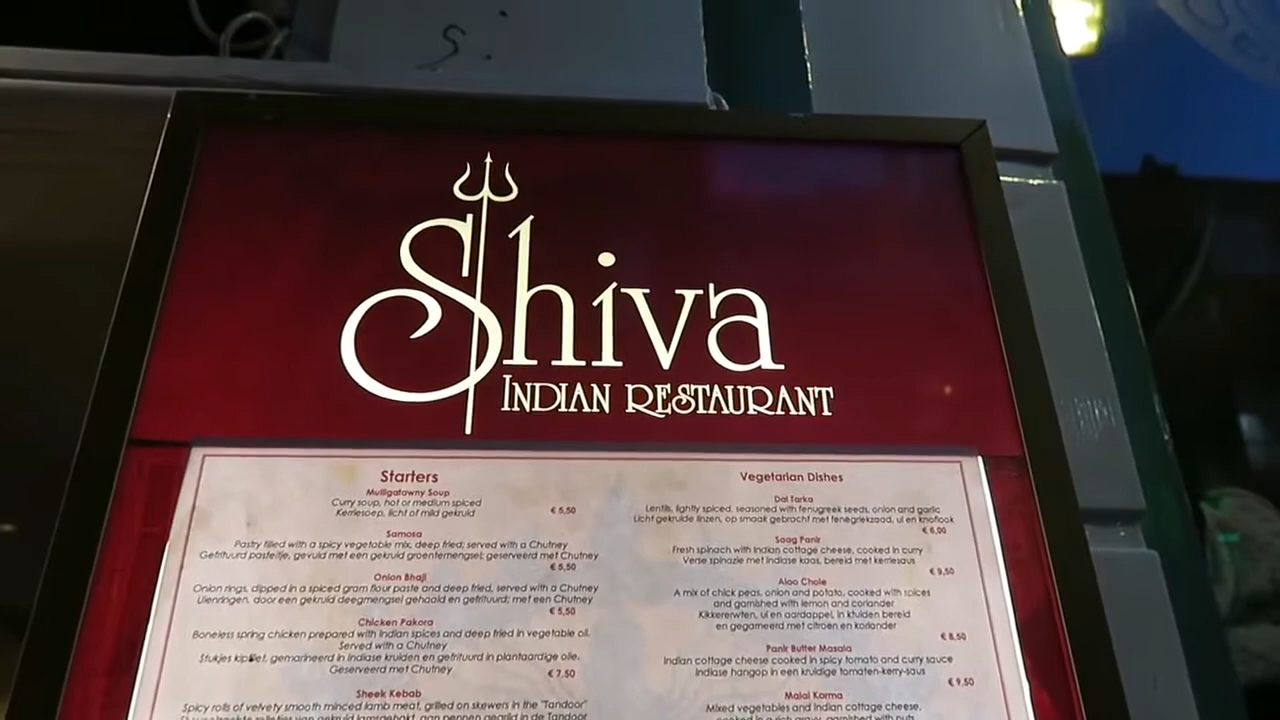 Shiva
INDIAN RESTAURANT
Starters
Mulligatawny Soup
Curry soup, hot or medium spiced
Kerriesoep, licht of mild gekruid
€ 5,50
Samosa
Pastry filled with a spicy vegetable mix, deep fried; served with a Chutney
Gefrituurd pasteitje, gevuld met een gekruid groentemengsel; geserveerd met Chutney
€ 5,50
Onion Bhaji
Onion rings, dipped in a spiced gram flour paste and deep fried, served with a Chutney
Uienringen, door een gekruid deegmengsel gehaald en gefrituurd; met een Chutney
€ 5,50
Chicken Pakora
Boneless spring chicken prepared with Indian spices and deep fried in vegetable oil.
Served with a Chutney
Stukjes kipfilet, gemarineerd in Indiase kruiden en gefrituurd in plantaardige olie.
Geserveerd met Chutney
€ 7,50
Sheek Kebab
Spicy rolls of velvety smooth minced lamb meat, grilled on skewers in the "Tandoor"
Vegetarian Dishes
Dal Tarka
Lentils, lightly spiced, seasoned with fenugreek seeds, onion and garlic
Licht gekruide linzen, op smaak gebracht met fenegriekzaad, ui en knoflook
€ 6,00
Saag Panir
Fresh spinach with Indian cottage cheese, cooked in curry
Verse spinazie met Indiase kaas, bereid met kerriesaus
€ 9,50
Aloo Chole
A mix of chick peas, onion and potato, cooked with spices
and garnished with lemon and coriander
Kikkererwten, ui en aardappel, in kruiden bereid
en gegarneerd met citroen en koriander
€ 8,50
Panir Butter Masala
Indian cottage cheese cooked in spicy tomato and curry sauce
Indiase hangop in een kruidige tomaten-kerry-saus
€ 9,50
Malai Korma
Mixed vegetables and Indian cottage cheese,
cooked in a rich gravy, garnished with nuts